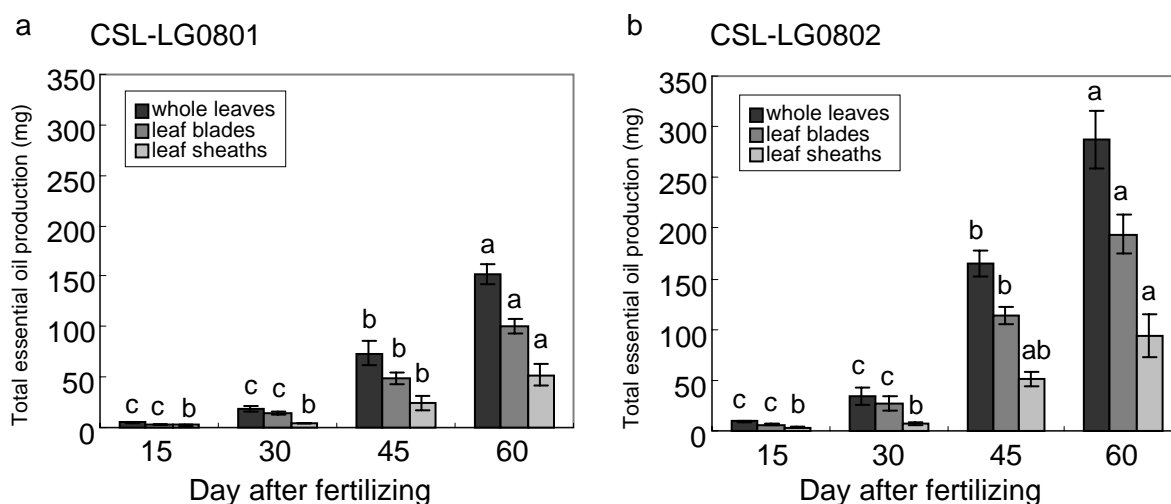 a CSL-LG0801
Total essential oil production (mg)
350
300
250
200
150
100
50
0
whole leaves
leaf blades
leaf sheaths
c c b
c c b
b b b
a a a
15 30 45 60
Day after fertilizing
b CSL-LG0802
Total essential oil production (mg)
350
300
250
200
150
100
50
0
whole leaves
leaf blades
leaf sheaths
c c b
c c b
b b ab
a a a
15 30 45 60
Day after fertilizing